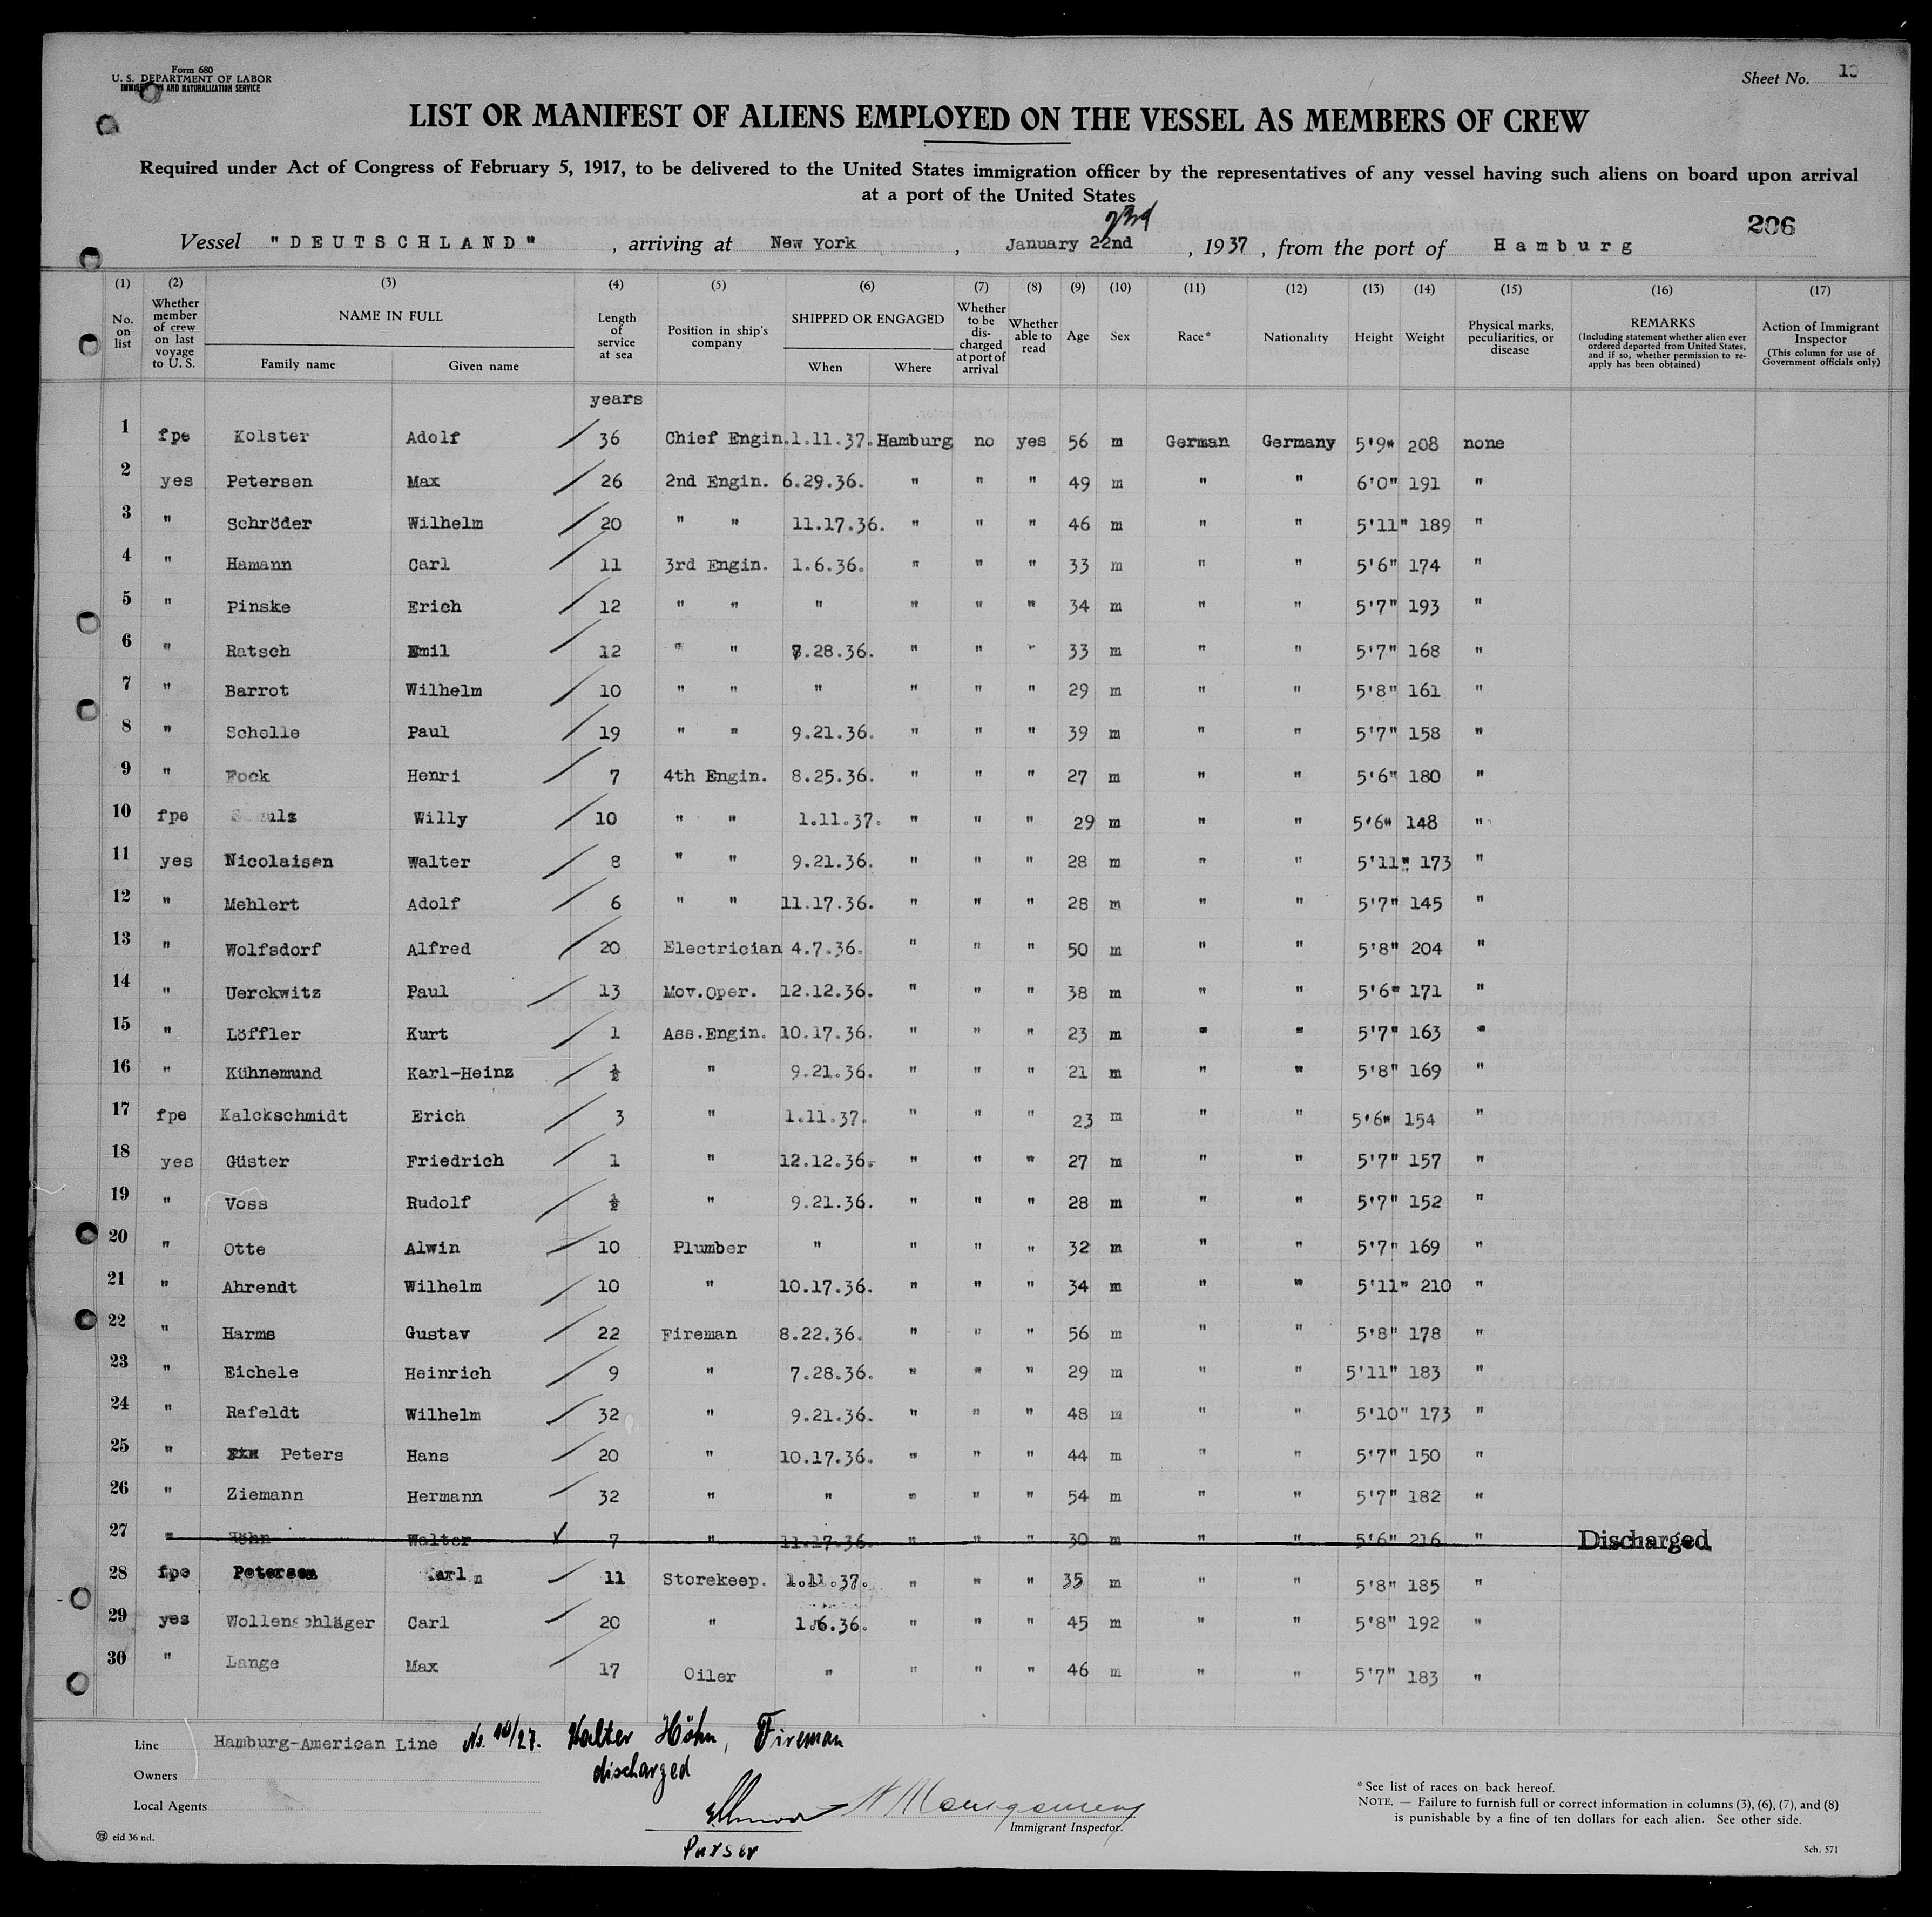 Form 680
U. S. DEPARTMENT OF LABOR
IMMIGRATION AND NATURALIZATION SERVICE
Sheet No.
LIST OR MANIFEST OF ALIENS EMPLOYED ON THE VESSEL AS MEMBERS OF CREW
Required under Act of Congress of February 5, 1917, to be delivered to the United States immigration officer by the representatives of any vessel having such aliens on board upon arrival
at a port of the United States
23rd
206
Vessel "DEUTSCHLAND" , arriving at New York , January 22nd , 1937 , from the port of Hamburg
(1) (2) (3) (4) (5) (6) (7) (8) (9) (10) (11) (12) (13) (14) (15) (16) (17)
No. on list
Whether member of crew on last voyage to U. S.
NAME IN FULL
Family name Given name
Length of service at sea
Position in ship's company
SHIPPED OR ENGAGED
When Where
Whether to be discharged at port of arrival
Whether able to read
Age
Sex
Race*
Nationality
Height
Weight
Physical marks, peculiarities, or disease
REMARKS
(Including statement whether alien ever ordered deported from United States, and if so, whether permission to re-apply has been obtained)
Action of Immigrant Inspector
(This column for use of Government officials only)
years
1 fpe Kolster Adolf 36 Chief Engin. 1.11.37. Hamburg no yes 56 m German Germany 5'9" 208 none
2 yes Petersen Max 26 2nd Engin. 6.29.36. " " " 49 m " " 6'0" 191 "
3 " Schröder Wilhelm 20 " " 11.17.36. " " " 46 m " " 5'11" 189 "
4 " Hamann Carl 11 3rd Engin. 1.6.36. " " " 33 m " " 5'6" 174 "
5 " Pinske Erich 12 " " " " " " 34 m " " 5'7" 193 "
6 " Ratsch Emil 12 " " 7.28.36. " " " 33 m " " 5'7" 168 "
7 " Barrot Wilhelm 10 " " " " " " 29 m " " 5'8" 161 "
8 " Schelle Paul 19 " " 9.21.36. " " " 39 m " " 5'7" 158 "
9 " Fock Henri 7 4th Engin. 8.25.36. " " " 27 m " " 5'6" 180 "
10 fpe Schulz Willy 10 " " 1.11.37. " " " 29 m " " 5'6" 148 "
11 yes Nicolaisen Walter 8 " " 9.21.36. " " " 28 m " " 5'11" 173 "
12 " Mehlert Adolf 6 " " 11.17.36. " " " 28 m " " 5'7" 145 "
13 " Wolfsdorf Alfred 20 Electrician 4.7.36. " " " 50 m " " 5'8" 204 "
14 " Uerckwitz Paul 13 Mov.Oper. 12.12.36. " " " 38 m " " 5'6" 171 "
15 " Löffler Kurt 1 Ass.Engin. 10.17.36. " " " 23 m " " 5'7" 163 "
16 " Kühnemund Karl-Heinz ½ " 9.21.36. " " " 21 m " " 5'8" 169 "
17 fpe Kalckschmidt Erich 3 " 1.11.37. " " " 23 m " " 5'6" 154 "
18 yes Güster Friedrich 1 " 12.12.36. " " " 27 m " " 5'7" 157 "
19 " Voss Rudolf ½ " 9.21.36. " " " 28 m " " 5'7" 152 "
20 " Otte Alwin 10 Plumber " " " " 32 m " " 5'7" 169 "
21 " Ahrendt Wilhelm 10 " 10.17.36. " " " 34 m " " 5'11" 210 "
22 " Harms Gustav 22 Fireman 8.22.36. " " " 56 m " " 5'8" 178 "
23 " Eichele Heinrich 9 " 7.28.36. " " " 29 m " " 5'11" 183 "
24 " Rafeldt Wilhelm 32 " 9.21.36. " " " 48 m " " 5'10" 173 "
25 " Peters Hans 20 " 10.17.36. " " " 44 m " " 5'7" 150 "
26 " Ziemann Hermann 32 " " " " " 54 m " " 5'7" 182 "
27 " Höhn Walter 7 " 11.17.36. " " " 30 m " " 5'6" 216 " Discharged
28 fpe Petersen 11 Storekeep. 1.11.37. " " " 35 m " " 5'8" 185 "
29 yes Wollenschläger Carl 20 " 1.6.36. " " " 45 m " " 5'8" 192 "
30 " Lange Max 17 Oiler " " " " 46 m " " 5'7" 183 "
Line Hamburg-American Line No. 10/27. Walter Höhn, Fireman
discharged
Owners
Local Agents
Purser
Montgomery
Immigrant Inspector.
* See list of races on back hereof.
NOTE. — Failure to furnish full or correct information in columns (3), (6), (7), and (8)
is punishable by a fine of ten dollars for each alien. See other side.
eid 36 nd.
Sch. 571